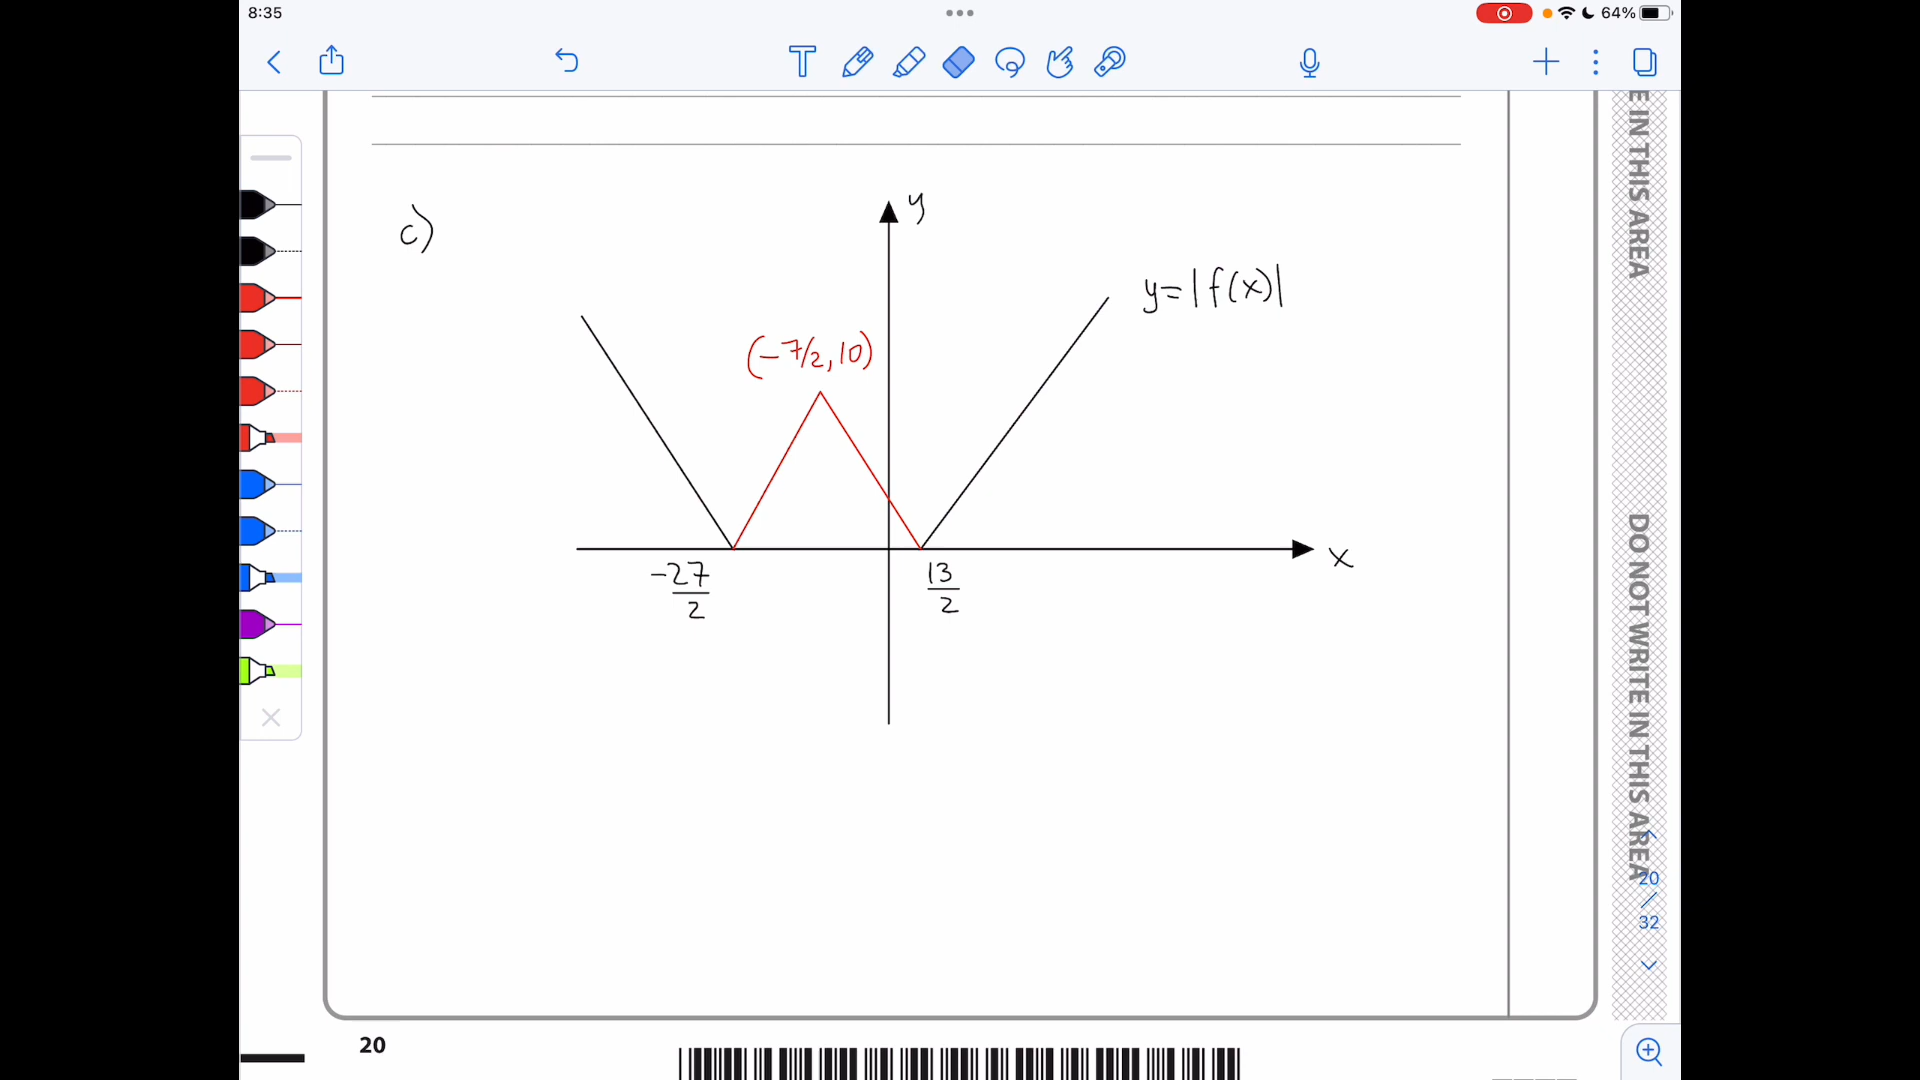 8:35
64%
c)
y
y=|f(x)|
(-7/2,10)
x
-27/2
13/2
E IN THIS AREA
DO NOT WRITE IN THIS AREA
20
/
32
20